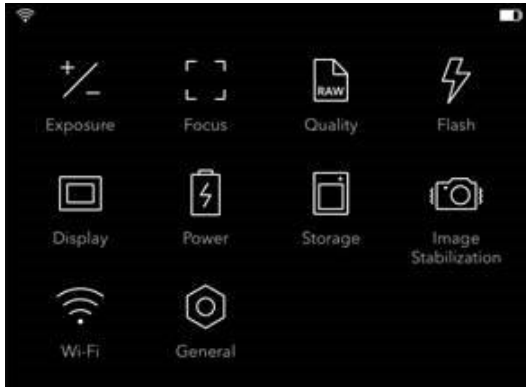 Exposure
Focus
RAW
Quality
Flash
Display
Power
Storage
Image
Stabilization
Wi-Fi
General